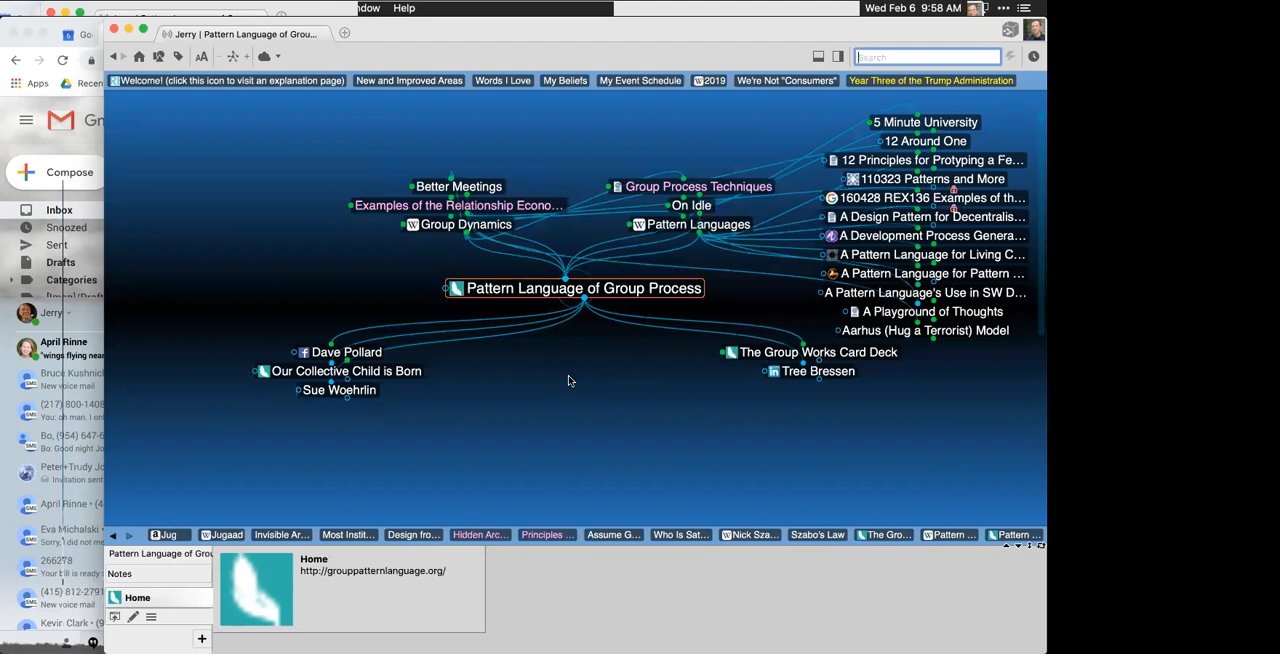 ndow Help
Wed Feb 6 9:58 AM
Jerry | Pattern Language of Grou...
Go
AA
Search
Apps
Recen
Welcome! (click this icon to visit an explanation page)
New and Improved Areas
Words I Love
My Beliefs
My Event Schedule
2019
We're Not "Consumers"
Year Three of the Trump Administration
Compose
Inbox
Snoozed
Sent
Drafts
Categories
Jerry
April Rinne
"wings flying near
Bruce Kushnick
New voice mail
(217) 800-1408
You: oh man. I onl
Bo, (954) 647-6
Bo: Good night Jo
Peter+Trudy Jo
Invitation sent
April Rinne • (4
Eva Michalski •
Sorry, I did not me
266278
Your bill is ready t
(415) 812-2791
New voice mail
Kevin Clark • (
5 Minute University
12 Around One
12 Principles for Protyping a Fe...
110323 Patterns and More
160428 REX136 Examples of th...
A Design Pattern for Decentralis...
A Development Process Genera...
A Pattern Language for Living C...
A Pattern Language for Pattern ...
A Pattern Language's Use in SW D...
A Playground of Thoughts
Aarhus (Hug a Terrorist) Model
Better Meetings
Examples of the Relationship Econo...
Group Dynamics
Group Process Techniques
On Idle
Pattern Languages
Pattern Language of Group Process
Dave Pollard
Our Collective Child is Born
Sue Woehrlin
The Group Works Card Deck
Tree Bressen
Jug
Jugaad
Invisible Ar...
Most Instit...
Design fro...
Hidden Arc...
Principles ...
Assume G...
Who Is Sat...
Nick Sza...
Szabo's Law
The Gro...
Pattern ...
Pattern ...
Pattern Language of Grou
Notes
Home
Home
http://grouppatternlanguage.org/